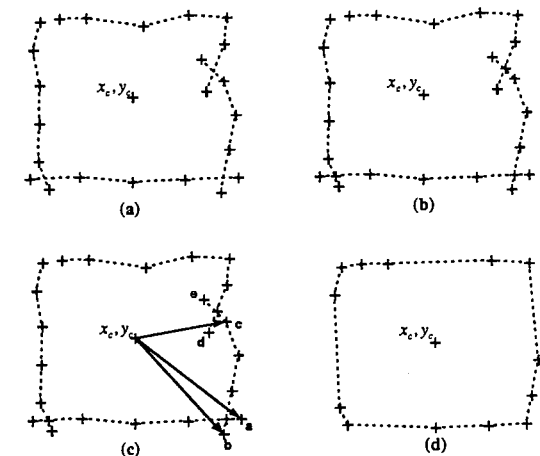 x_c, y_c
x_c, y_c
(a)
(b)
e
c
x_c, y_c
d
x_c, y_c
a
b
(c)
(d)